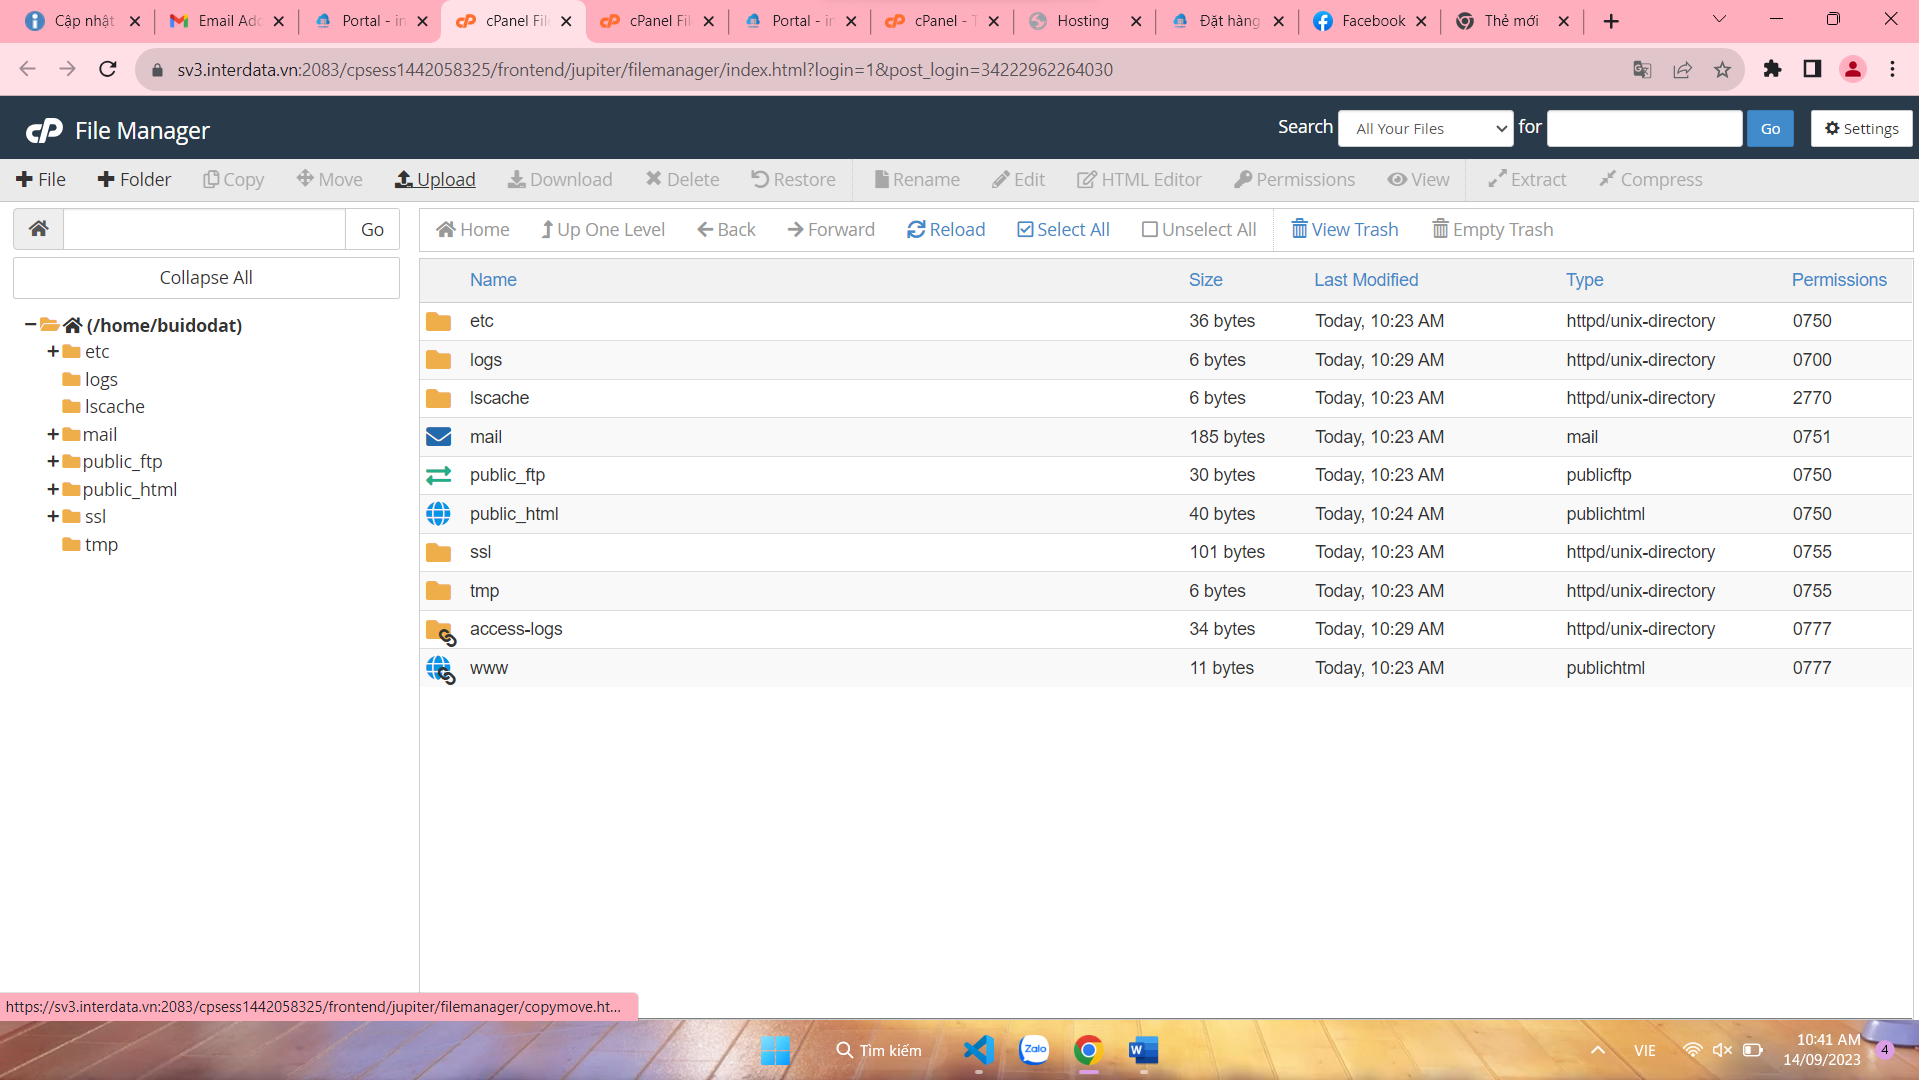 Cập nhật
Email Add
Portal - in
cPanel File
cPanel Fil
Portal - in
cPanel - T
Hosting
Đặt hàng
Facebook
Thẻ mới
sv3.interdata.vn:2083/cpsess1442058325/frontend/jupiter/filemanager/index.html?login=1&post_login=34222962264030
cP File Manager
Search All Your Files for Go Settings
File Folder Copy Move Upload Download Delete Restore Rename Edit HTML Editor Permissions View Extract Compress
Go
Home Up One Level Back Forward Reload Select All Unselect All View Trash Empty Trash
Collapse All
(/home/buidodat)
etc
logs
lscache
mail
public_ftp
public_html
ssl
tmp
Name Size Last Modified Type Permissions
etc 36 bytes Today, 10:23 AM httpd/unix-directory 0750
logs 6 bytes Today, 10:29 AM httpd/unix-directory 0700
lscache 6 bytes Today, 10:23 AM httpd/unix-directory 2770
mail 185 bytes Today, 10:23 AM mail 0751
public_ftp 30 bytes Today, 10:23 AM publicftp 0750
public_html 40 bytes Today, 10:24 AM publichtml 0750
ssl 101 bytes Today, 10:23 AM httpd/unix-directory 0755
tmp 6 bytes Today, 10:23 AM httpd/unix-directory 0755
access-logs 34 bytes Today, 10:29 AM httpd/unix-directory 0777
www 11 bytes Today, 10:23 AM publichtml 0777
https://sv3.interdata.vn:2083/cpsess1442058325/frontend/jupiter/filemanager/copymove.ht...
Tìm kiếm
Zalo
W
VIE
10:41 AM
14/09/2023
4